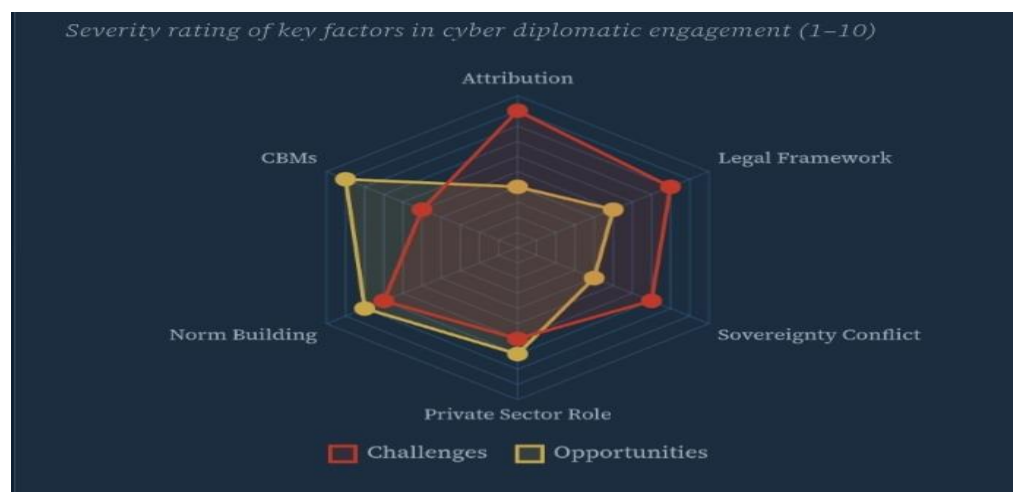 Severity rating of key factors in cyber diplomatic engagement (1–10)
Attribution
CBMs
Legal Framework
Norm Building
Sovereignty Conflict
Private Sector Role
Challenges
Opportunities